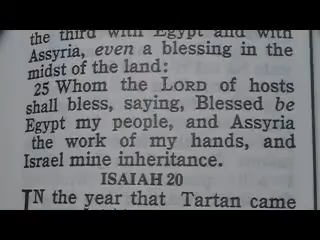 the third with Egypt and with
Assyria, even a blessing in the
midst of the land:
25 Whom the LORD of hosts
shall bless, saying, Blessed be
Egypt my people, and Assyria
the work of my hands, and
Israel mine inheritance.
ISAIAH 20
IN the year that Tartan came